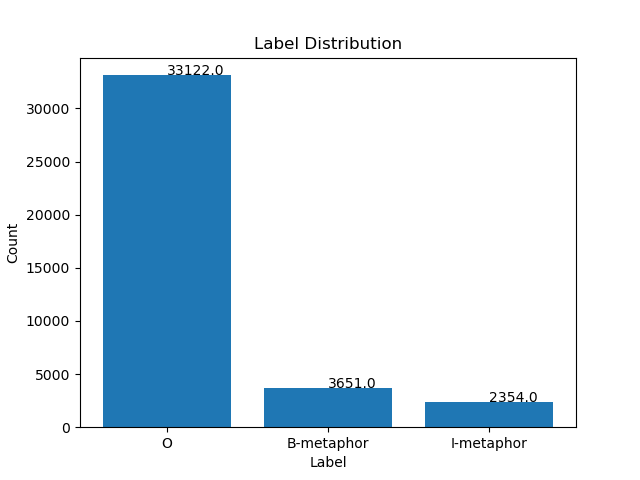 Label Distribution
33122.0
30000
25000
20000
15000
10000
5000
0
Count
3651.0
2354.0
O
B-metaphor
I-metaphor
Label